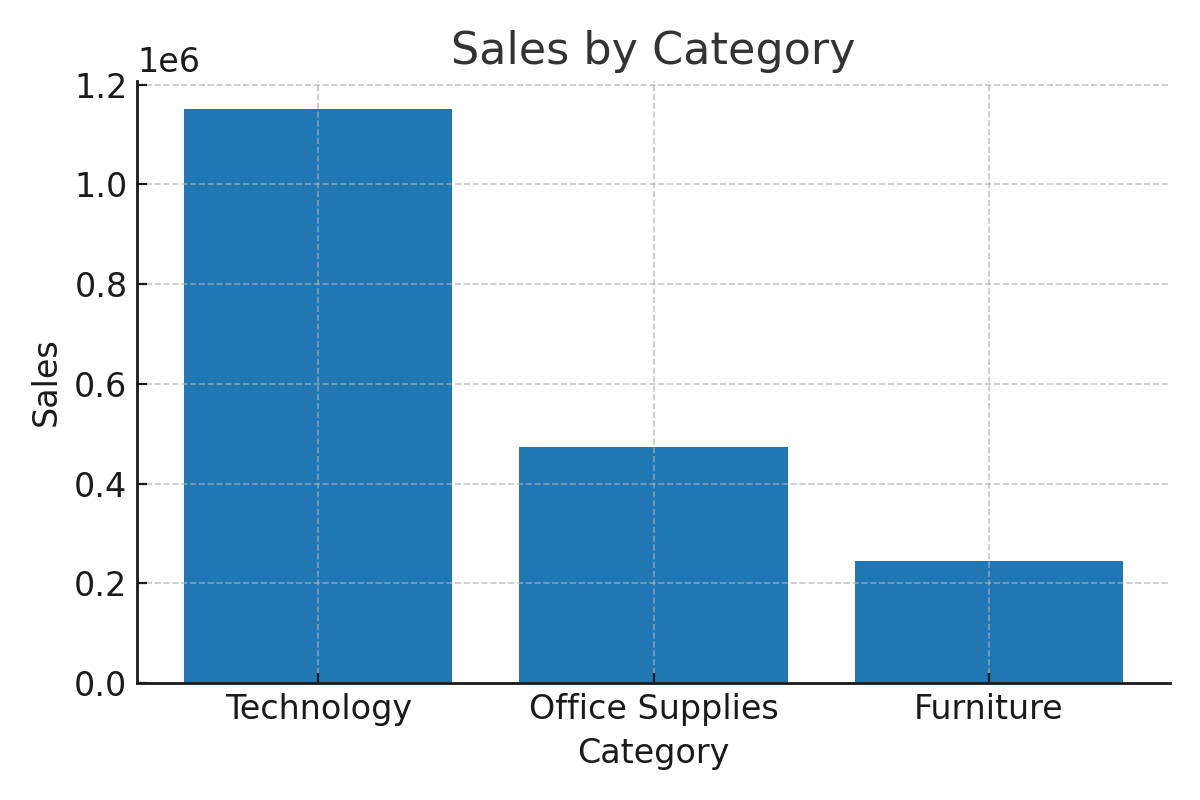 Sales by Category
1e6
1.2
1.0
0.8
0.6
0.4
0.2
0.0
Sales
Technology Office Supplies Furniture
Category